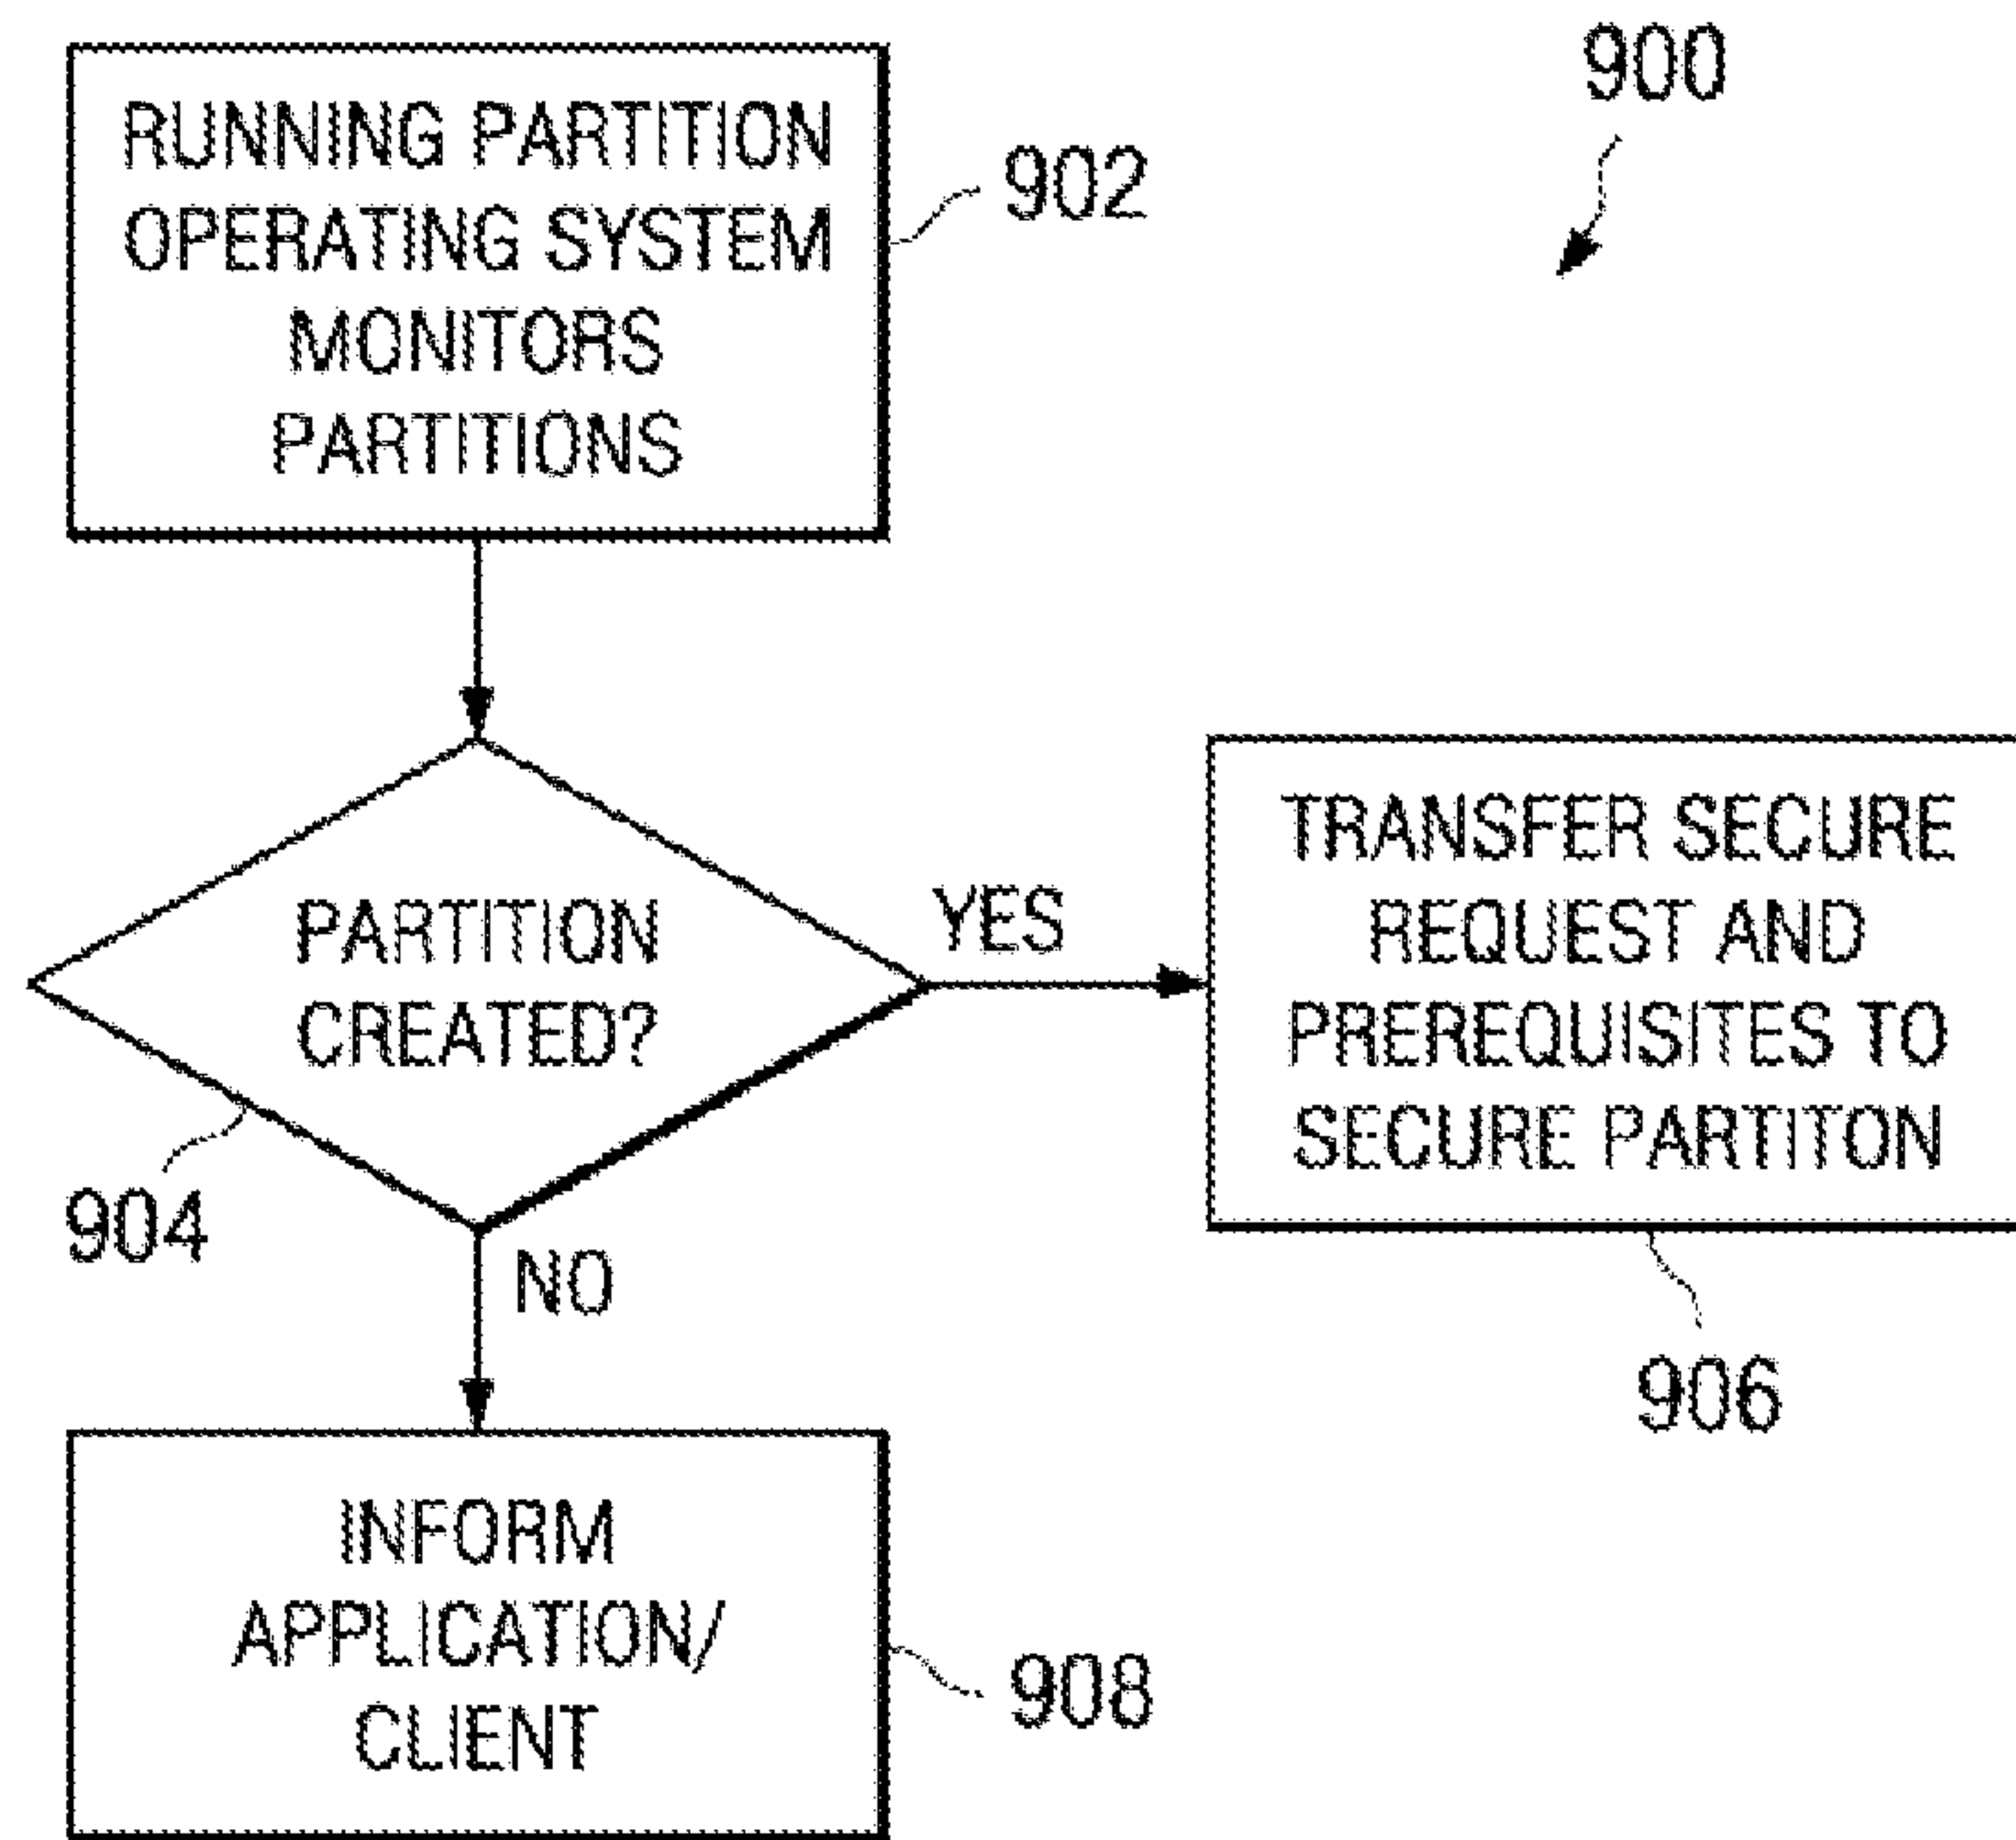 900
RUNNING PARTITION
OPERATING SYSTEM
MONITORS
PARTITIONS
902
PARTITION
CREATED?
904
YES
TRANSFER SECURE
REQUEST AND
PREREQUISITES TO
SECURE PARTITON
906
NO
INFORM
APPLICATION/
CLIENT
908